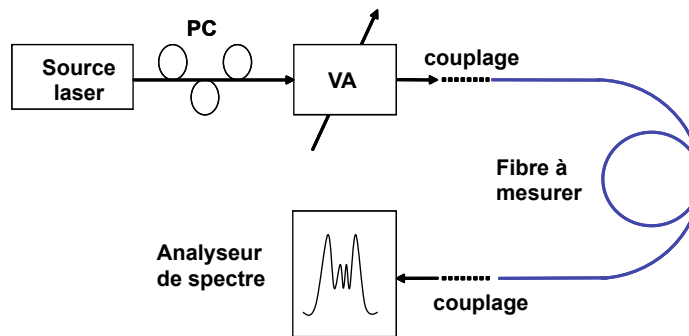 PC
Source
laser
VA
couplage
Fibre à
mesurer
Analyseur
de spectre
couplage